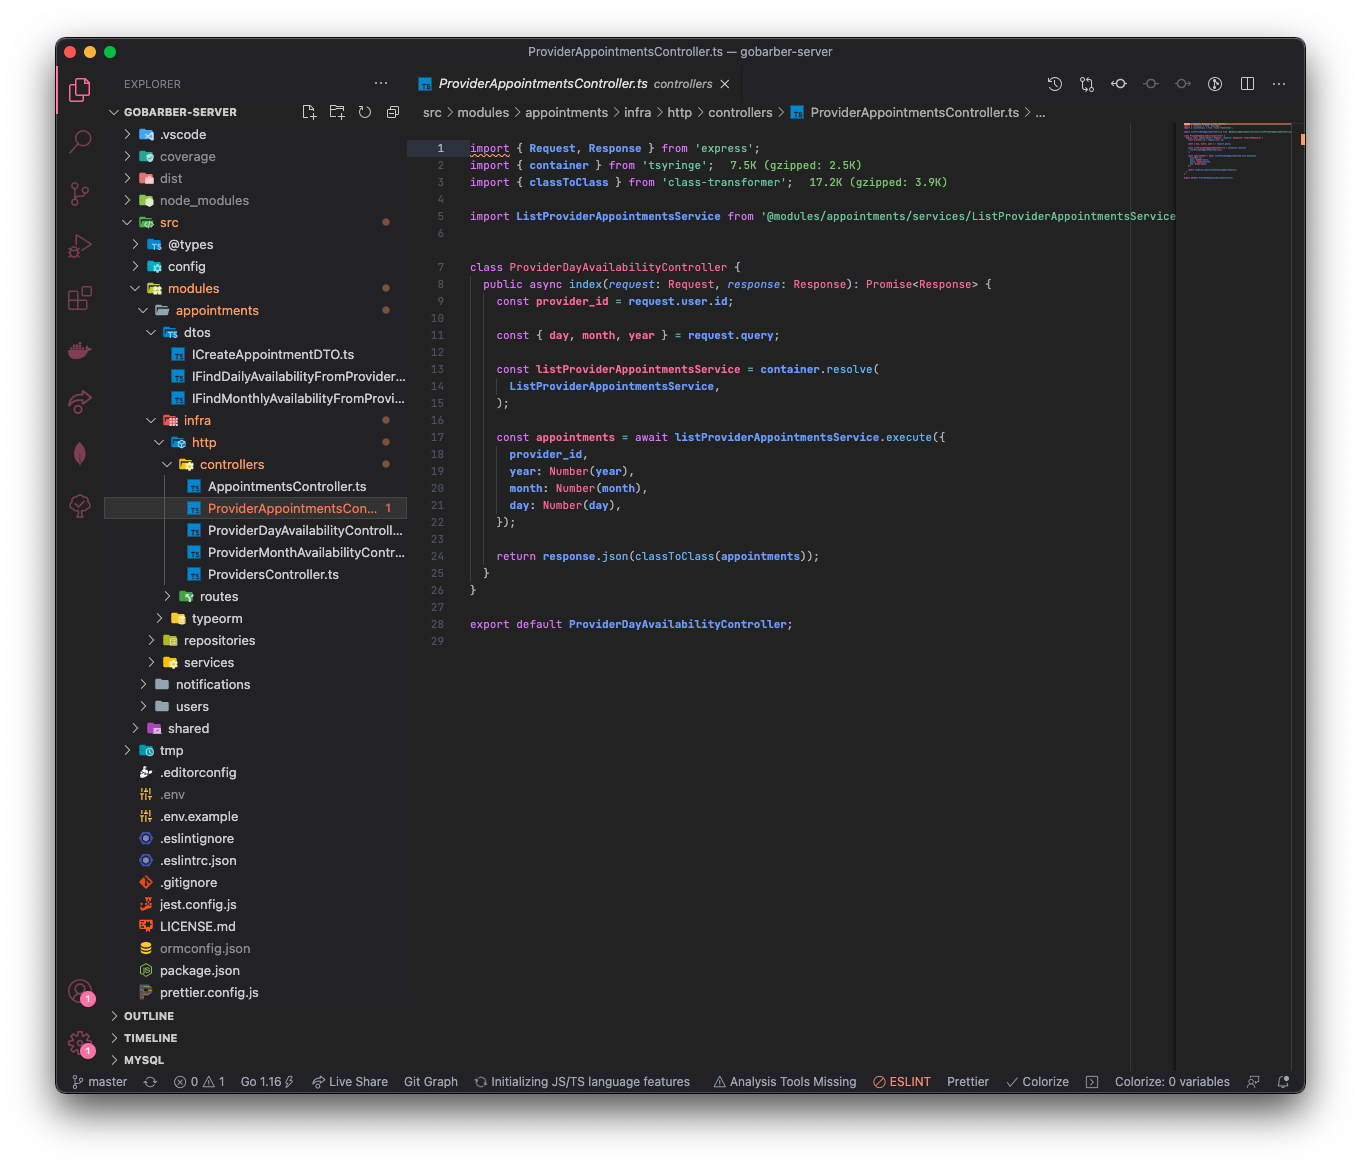 ProviderAppointmentsController.ts — gobarber-server
EXPLORER
ProviderAppointmentsController.ts controllers
GOBARBER-SERVER
src > modules > appointments > infra > http > controllers > ProviderAppointmentsController.ts > ...
.vscode
coverage
dist
node_modules
src
@types
config
modules
appointments
dtos
ICreateAppointmentDTO.ts
IFindDailyAvailabilityFromProvider...
IFindMonthlyAvailabilityFromProvi...
infra
http
controllers
AppointmentsController.ts
ProviderAppointmentsCon... 1
ProviderDayAvailabilityControll...
ProviderMonthAvailabilityContr...
ProvidersController.ts
routes
typeorm
repositories
services
notifications
users
shared
tmp
.editorconfig
.env
.env.example
.eslintignore
.eslintrc.json
.gitignore
jest.config.js
LICENSE.md
ormconfig.json
package.json
prettier.config.js
OUTLINE
TIMELINE
MYSQL
1
1
1 import { Request, Response } from 'express';
2 import { container } from 'tsyringe'; 7.5K (gzipped: 2.5K)
3 import { classToClass } from 'class-transformer'; 17.2K (gzipped: 3.9K)
4
5 import ListProviderAppointmentsService from '@modules/appointments/services/ListProviderAppointmentsService
6
7 class ProviderDayAvailabilityController {
8 public async index(request: Request, response: Response): Promise<Response> {
9 const provider_id = request.user.id;
10
11 const { day, month, year } = request.query;
12
13 const listProviderAppointmentsService = container.resolve(
14 ListProviderAppointmentsService,
15 );
16
17 const appointments = await listProviderAppointmentsService.execute({
18 provider_id,
19 year: Number(year),
20 month: Number(month),
21 day: Number(day),
22 });
23
24 return response.json(classToClass(appointments));
25 }
26 }
27
28 export default ProviderDayAvailabilityController;
29
master 0 1 Go 1.16 Live Share Git Graph Initializing JS/TS language features Analysis Tools Missing ESLINT Prettier Colorize Colorize: 0 variables